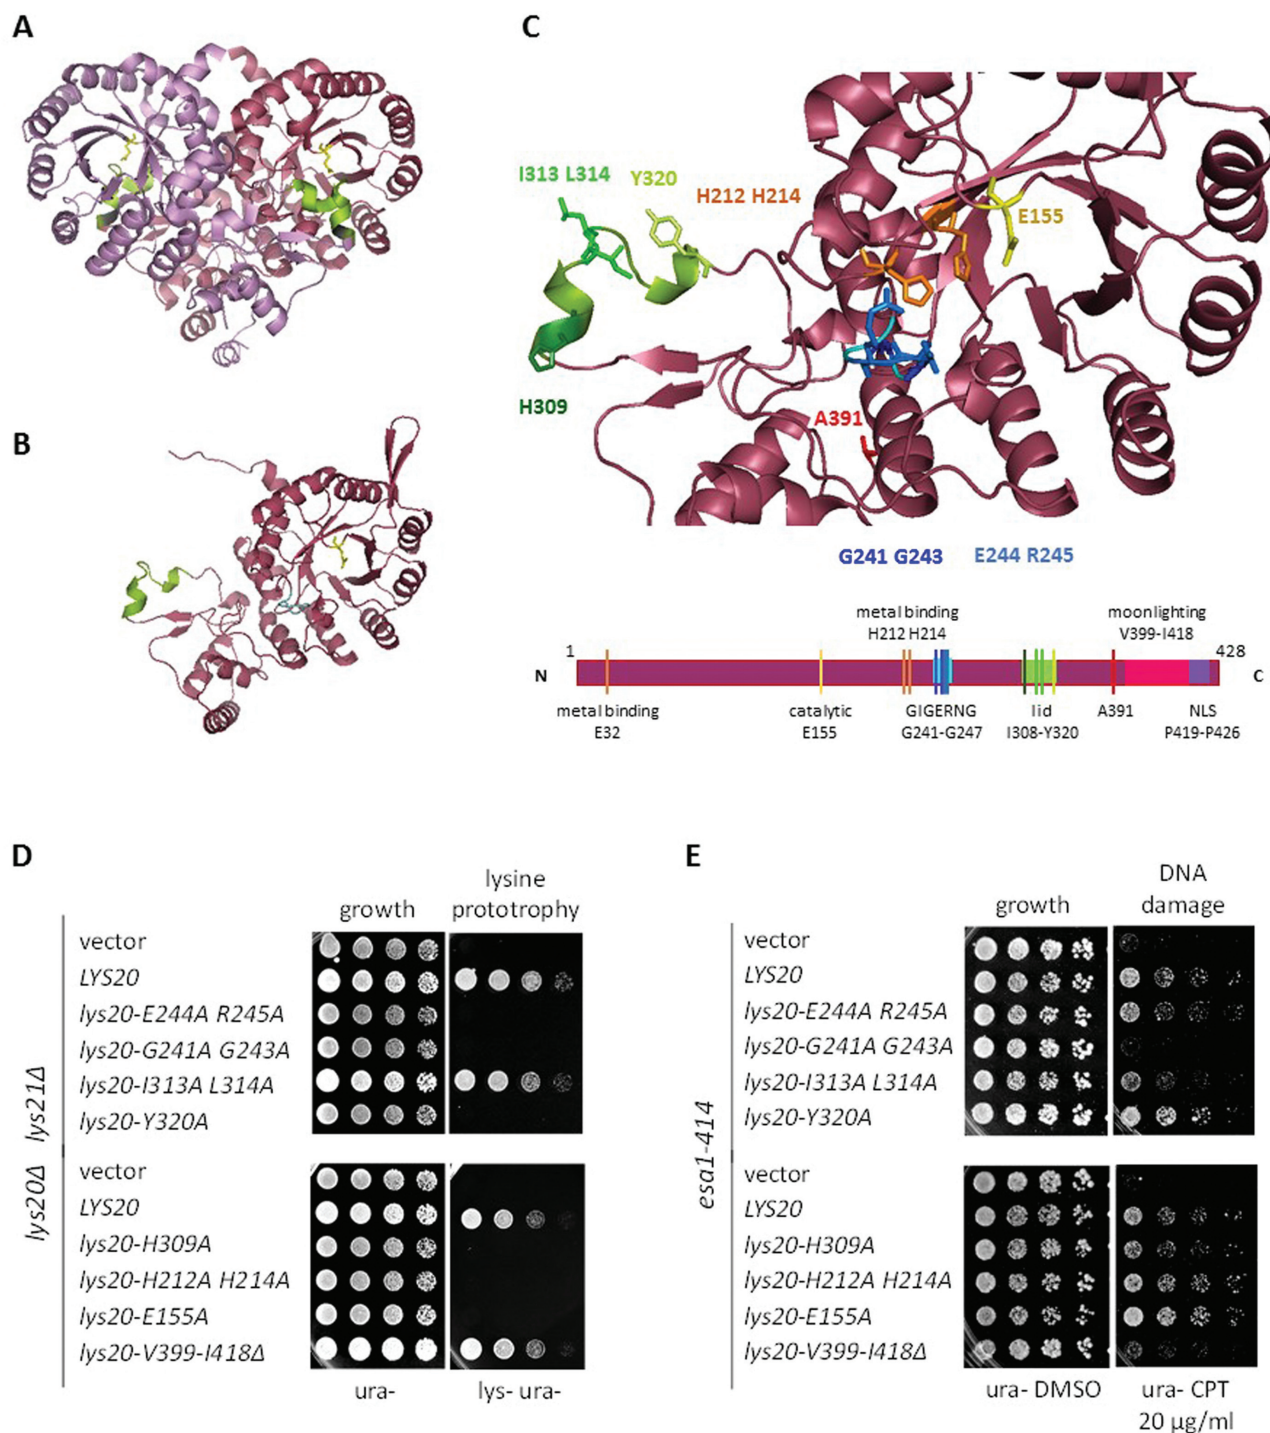 A
B
C
I313 L314
Y320
H212 H214
E155
H309
A391
G241 G243
E244 R245
metal binding
H212 H214
moonlighting
V399-I418
1
428
N
C
metal binding
E32
catalytic
E155
GIGERNG
G241-G247
lid
I308-Y320
A391
NLS
P419-P426
D
growth
lysine
prototrophy
lys20Δ lys21Δ
vector
LYS20
lys20-E244A R245A
lys20-G241A G243A
lys20-I313A L314A
lys20-Y320A
vector
LYS20
lys20-H309A
lys20-H212A H214A
lys20-E155A
lys20-V399-I418Δ
ura-
lys- ura-
E
growth
DNA
damage
esa1-414
vector
LYS20
lys20-E244A R245A
lys20-G241A G243A
lys20-I313A L314A
lys20-Y320A
vector
LYS20
lys20-H309A
lys20-H212A H214A
lys20-E155A
lys20-V399-I418Δ
ura- DMSO
ura- CPT
20 µg/ml